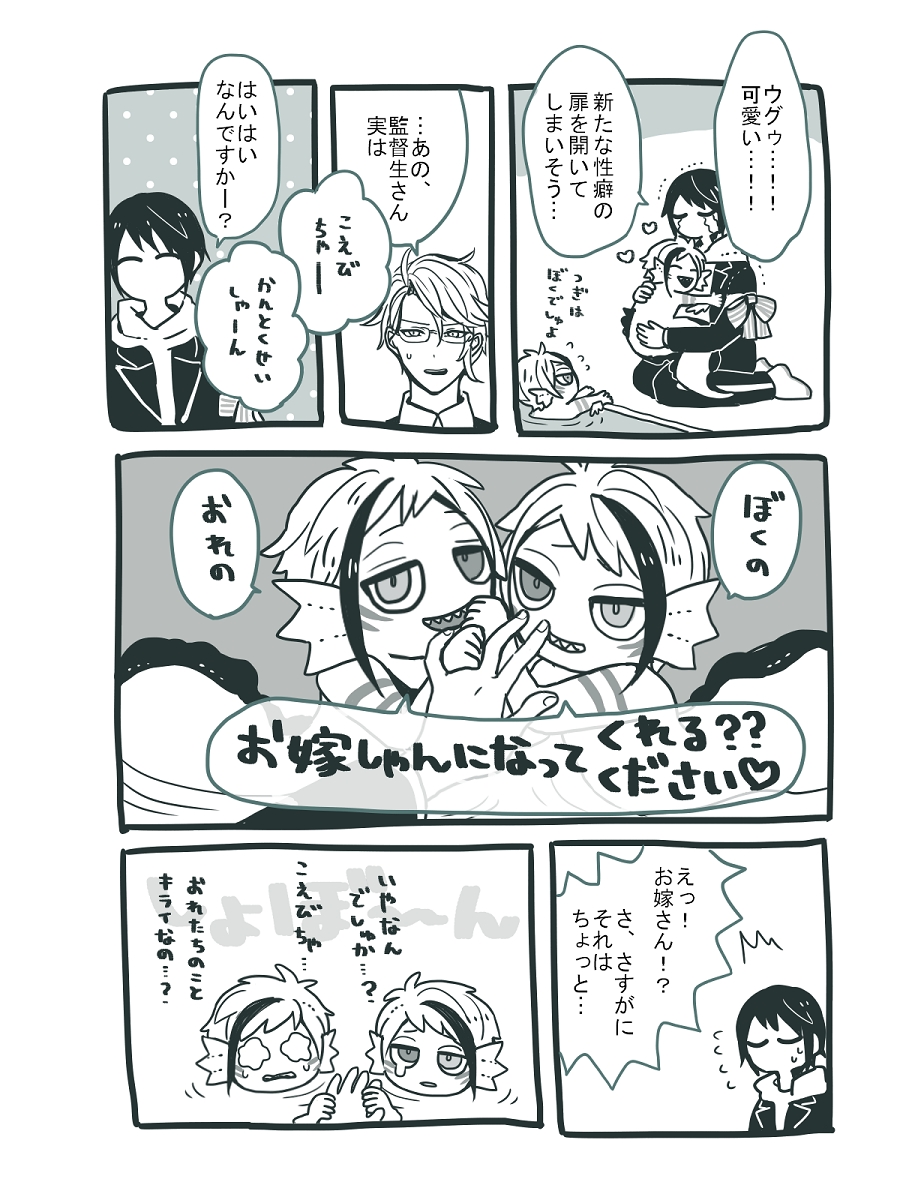 ウグゥ…!!
可愛い…!!
新たな性癖の
扉を開いて
しまいそう…
つぎは
ぼくでしゅよ
…あの、
監督生さん
実は
こえび
ちゃー
はいはい
なんですかー?
かんとくせい
しゃーん
ぼくの
おれの
お嫁しゃんになって
くれる??
ください♡
えっ!
お嫁さん!?
さ、さすがに
それは
ちょっと…
しょぼ〜〜ん
いやなん
でしゅか…?
こえびちゃ…
おれたちのこと
キライなの…?